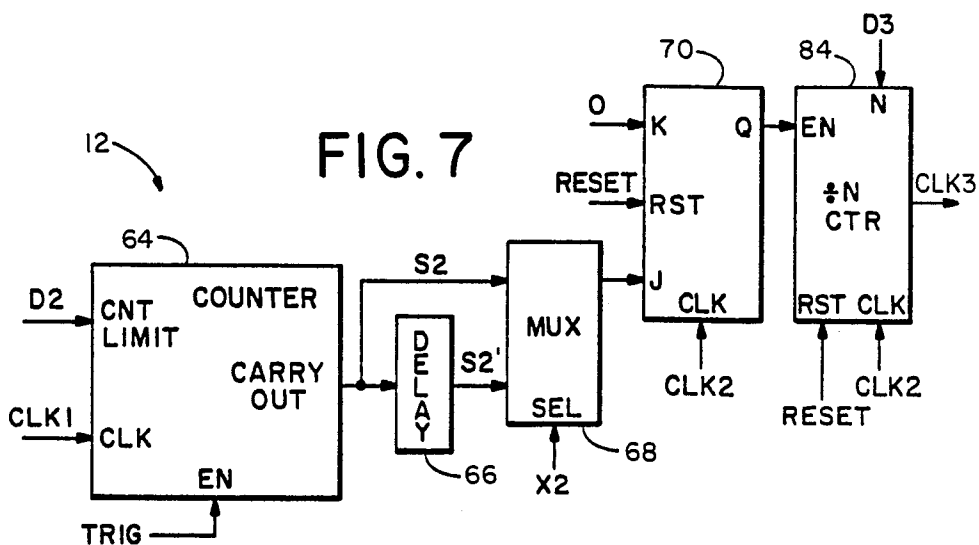 D3
70
84
O
K
Q
EN
N
12
FIG. 7
RESET
RST
÷N
CTR
CLK3
64
S2
J
CLK
RST CLK
D2
CNT
LIMIT
COUNTER
CARRY
OUT
DELAY
S2'
MUX
SEL
CLK2
RESET
CLK2
CLK1
CLK
EN
66
68
X2
TRIG